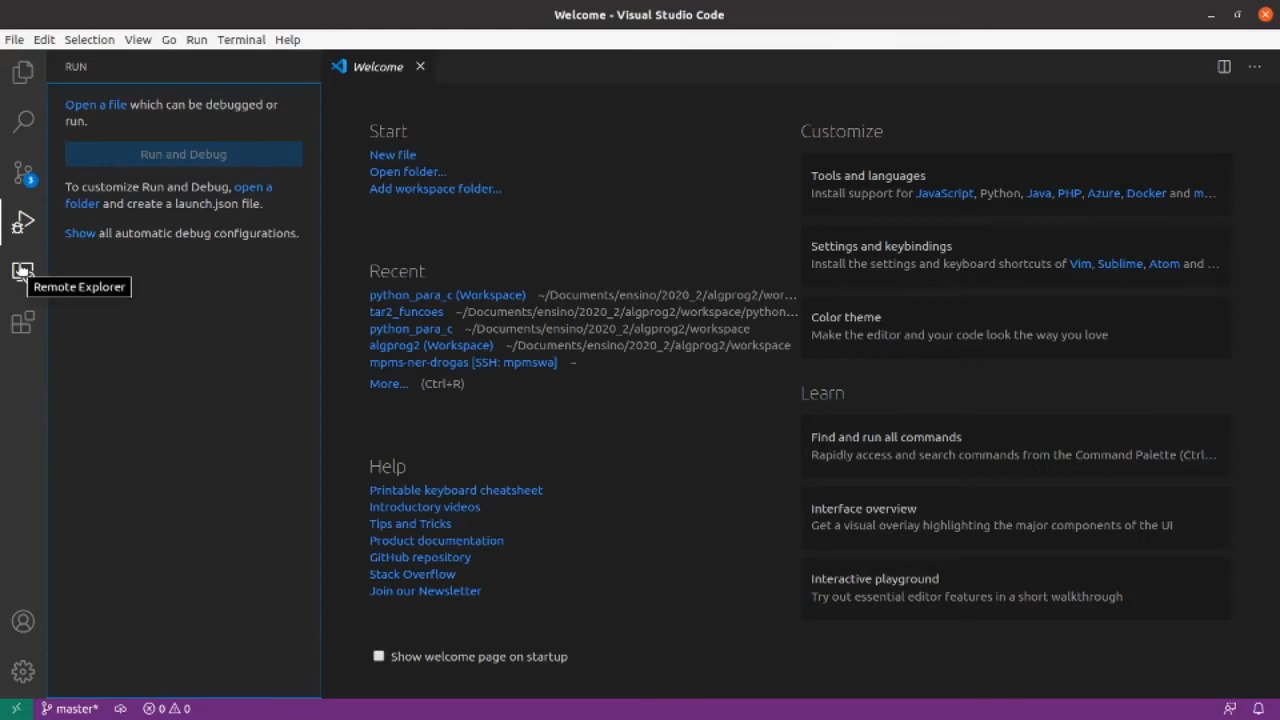 Welcome - Visual Studio Code
File Edit Selection View Go Run Terminal Help
RUN
Open a file which can be debugged or
run.
Run and Debug
To customize Run and Debug, open a
folder and create a launch.json file.
Show all automatic debug configurations.
3
Remote Explorer
Welcome
Start
New file
Open folder...
Add workspace folder...
Recent
python_para_c (Workspace) ~/Documents/ensino/2020_2/algprog2/wor...
tar2_funcoes ~/Documents/ensino/2020_2/algprog2/workspace/python...
python_para_c ~/Documents/ensino/2020_2/algprog2/workspace
algprog2 (Workspace) ~/Documents/ensino/2020_2/algprog2/workspace
mpms-ner-drogas [SSH: mpmswa] ~
More... (Ctrl+R)
Help
Printable keyboard cheatsheet
Introductory videos
Tips and Tricks
Product documentation
GitHub repository
Stack Overflow
Join our Newsletter
Show welcome page on startup
Customize
Tools and languages
Install support for JavaScript, Python, Java, PHP, Azure, Docker and m...
Settings and keybindings
Install the settings and keyboard shortcuts of Vim, Sublime, Atom and ...
Color theme
Make the editor and your code look the way you love
Learn
Find and run all commands
Rapidly access and search commands from the Command Palette (Ctrl...
Interface overview
Get a visual overlay highlighting the major components of the UI
Interactive playground
Try out essential editor features in a short walkthrough
master* 0 0